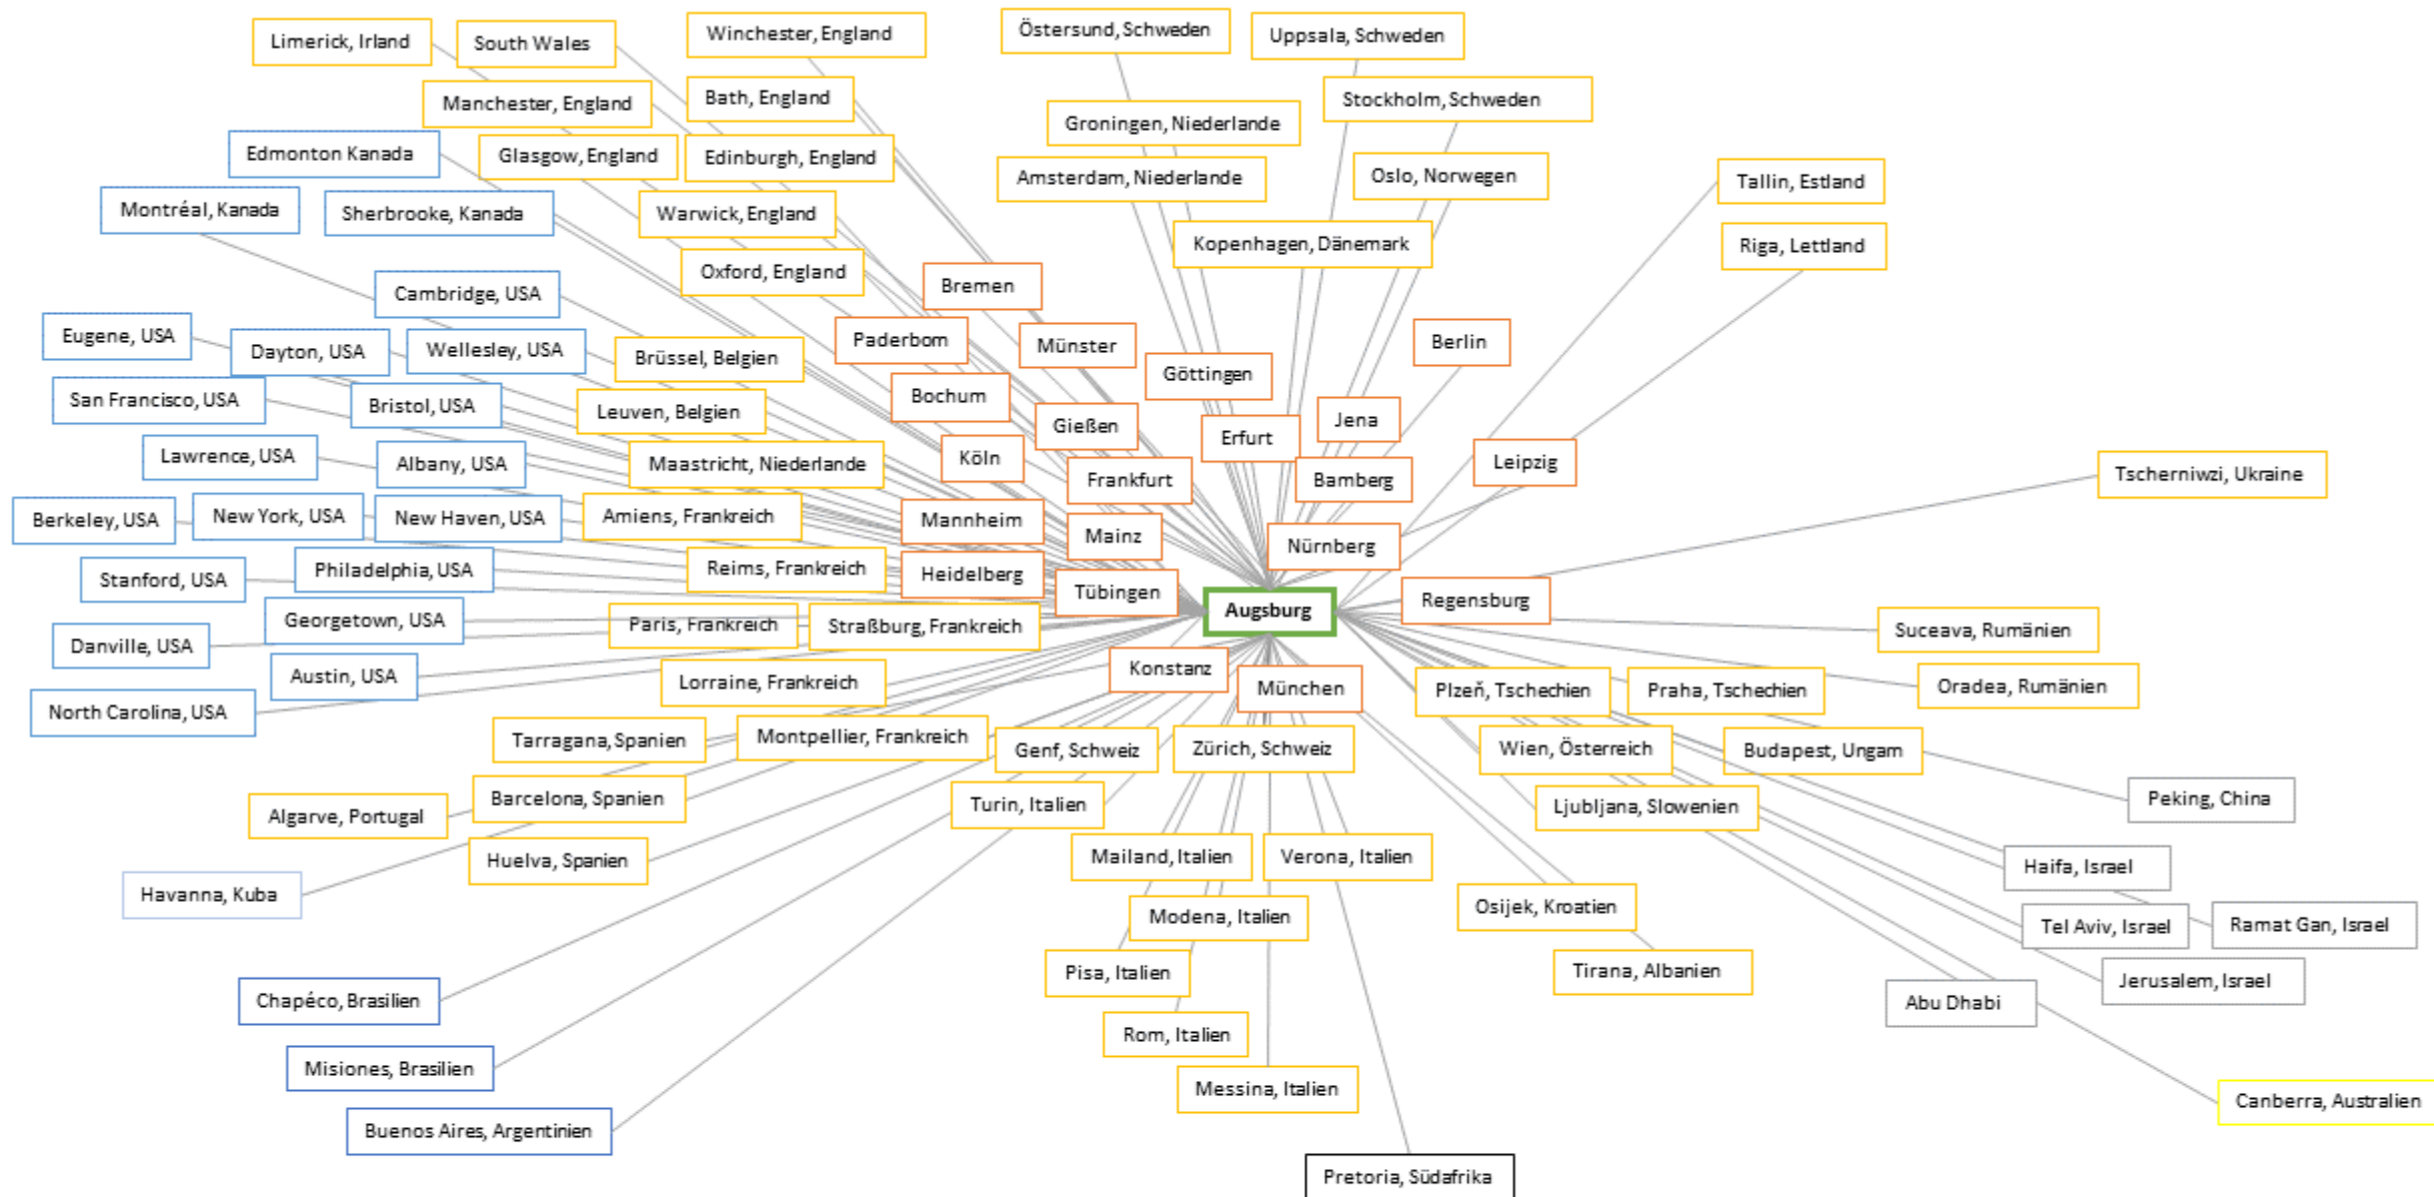 Limerick, Irland
South Wales
Winchester, England
Östersund, Schweden
Uppsala, Schweden
Manchester, England
Bath, England
Groningen, Niederlande
Stockholm, Schweden
Edmonton Kanada
Glasgow, England
Edinburgh, England
Amsterdam, Niederlande
Oslo, Norwegen
Tallin, Estland
Montréal, Kanada
Sherbrooke, Kanada
Warwick, England
Kopenhagen, Dänemark
Riga, Lettland
Oxford, England
Bremen
Cambridge, USA
Eugene, USA
Dayton, USA
Wellesley, USA
Brüssel, Belgien
Paderborn
Münster
Göttingen
Berlin
San Francisco, USA
Bristol, USA
Leuven, Belgien
Bochum
Gießen
Erfurt
Jena
Lawrence, USA
Albany, USA
Maastricht, Niederlande
Köln
Frankfurt
Bamberg
Leipzig
Tscherniwzi, Ukraine
Berkeley, USA
New York, USA
New Haven, USA
Amiens, Frankreich
Mannheim
Mainz
Nürnberg
Stanford, USA
Philadelphia, USA
Reims, Frankreich
Heidelberg
Tübingen
Augsburg
Regensburg
Georgetown, USA
Paris, Frankreich
Straßburg, Frankreich
Suceava, Rumänien
Danville, USA
Austin, USA
Lorraine, Frankreich
Konstanz
München
Plzeň, Tschechien
Praha, Tschechien
Oradea, Rumänien
North Carolina, USA
Tarragana, Spanien
Montpellier, Frankreich
Genf, Schweiz
Zürich, Schweiz
Wien, Österreich
Budapest, Ungarn
Algarve, Portugal
Barcelona, Spanien
Turin, Italien
Ljubljana, Slowenien
Peking, China
Huelva, Spanien
Mailand, Italien
Verona, Italien
Haifa, Israel
Havanna, Kuba
Modena, Italien
Osijek, Kroatien
Tel Aviv, Israel
Ramat Gan, Israel
Pisa, Italien
Tirana, Albanien
Jerusalem, Israel
Chapéco, Brasilien
Abu Dhabi
Rom, Italien
Misiones, Brasilien
Messina, Italien
Canberra, Australien
Buenos Aires, Argentinien
Pretoria, Südafrika